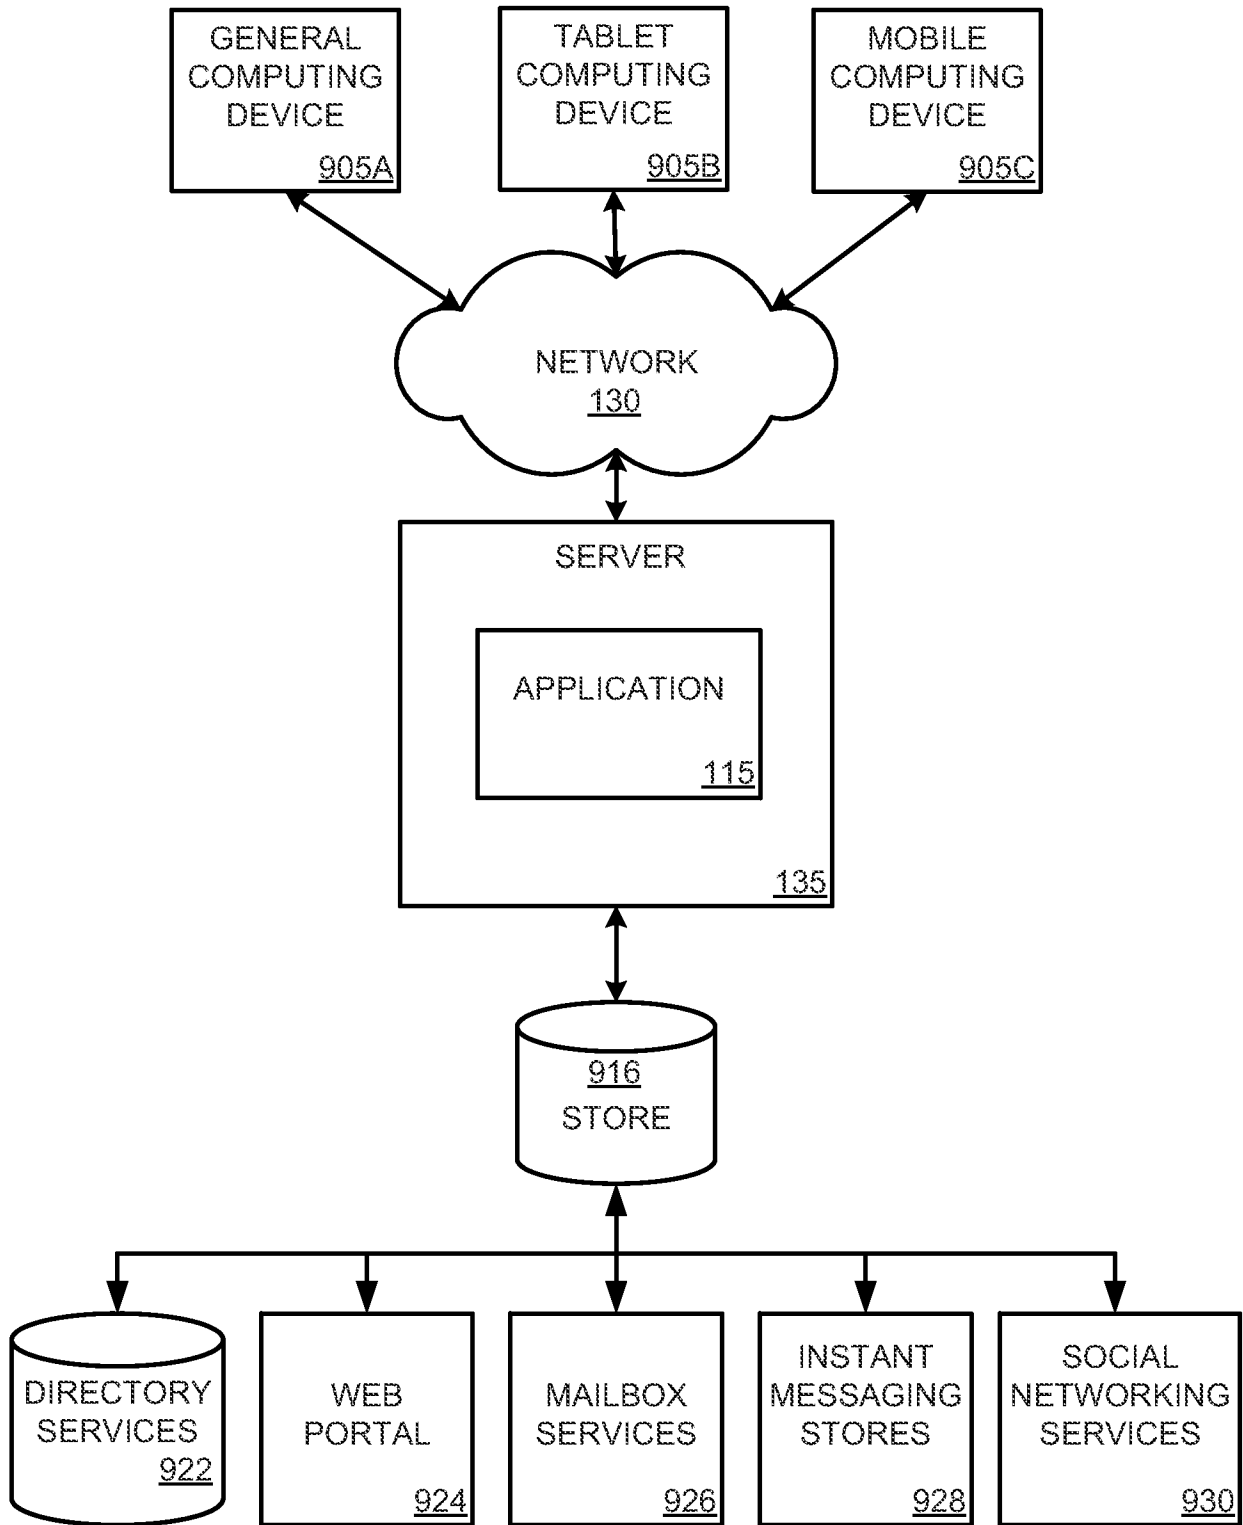 GENERAL
COMPUTING
DEVICE
905A
TABLET
COMPUTING
DEVICE
905B
MOBILE
COMPUTING
DEVICE
905C
NETWORK
130
SERVER
APPLICATION
115
135
916
STORE
DIRECTORY
SERVICES
922
WEB
PORTAL
924
MAILBOX
SERVICES
926
INSTANT
MESSAGING
STORES
928
SOCIAL
NETWORKING
SERVICES
930